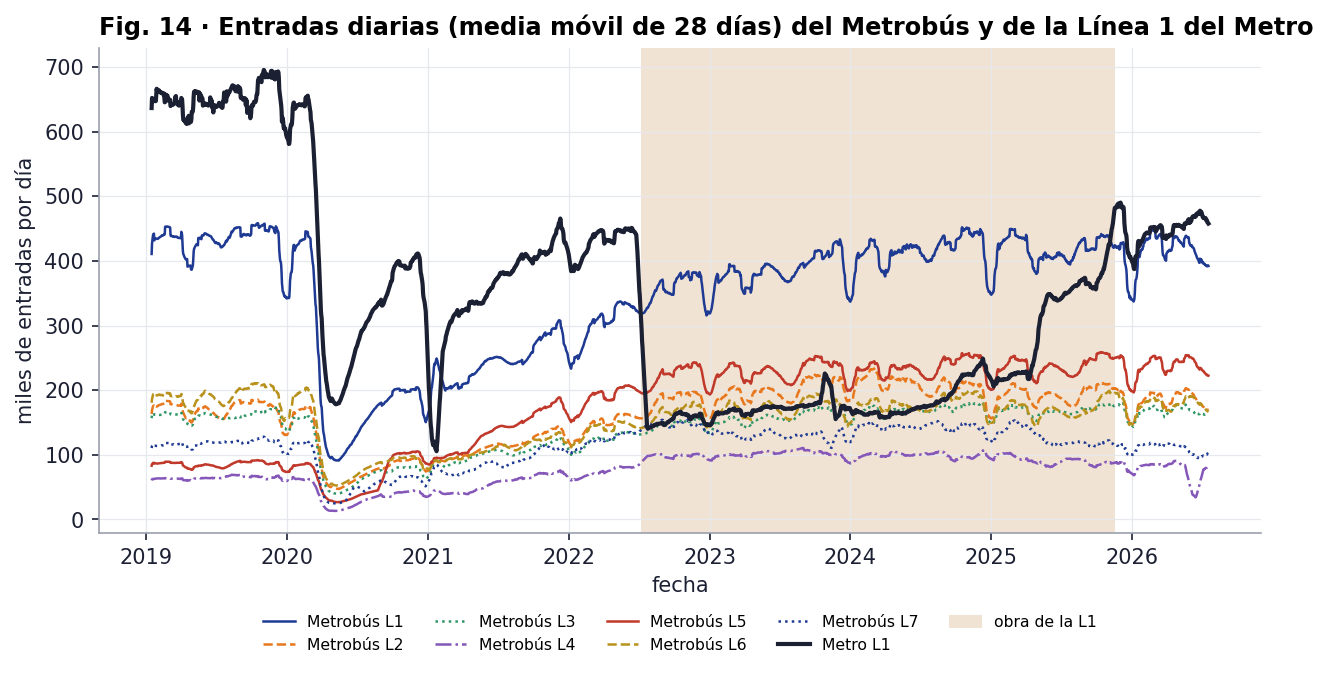 Fig. 14 · Entradas diarias (media móvil de 28 días) del Metrobús y de la Línea 1 del Metro
miles de entradas por día
700
600
500
400
300
200
100
0
2019 2020 2021 2022 2023 2024 2025 2026
fecha
Metrobús L1 Metrobús L3 Metrobús L5 Metrobús L7 obra de la L1
Metrobús L2 Metrobús L4 Metrobús L6 Metro L1